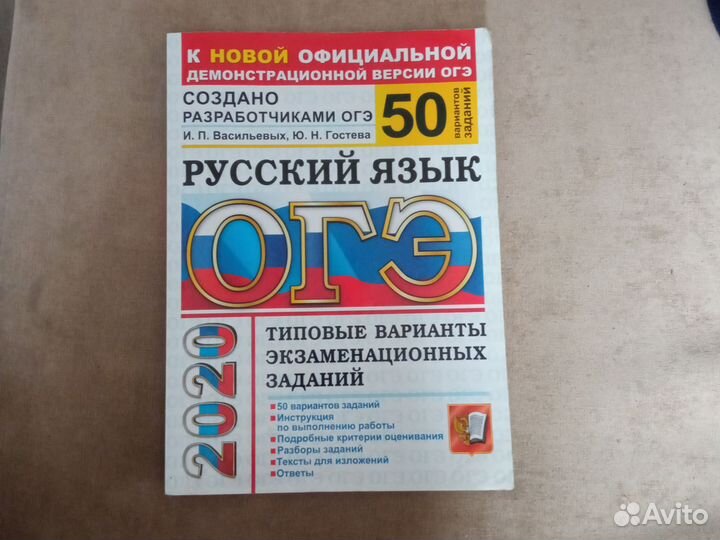 К НОВОЙ ОФИЦИАЛЬНОЙ
ДЕМОНСТРАЦИОННОЙ ВЕРСИИ ОГЭ
СОЗДАНО
РАЗРАБОТЧИКАМИ ОГЭ
И. П. Васильевых, Ю. Н. Гостева
50
вариантов
заданий
РУССКИЙ ЯЗЫК
ОГЭ
2020
ТИПОВЫЕ ВАРИАНТЫ
ЭКЗАМЕНАЦИОННЫХ
ЗАДАНИЙ
50 вариантов заданий
Инструкция
по выполнению работы
Подробные критерии оценивания
Разборы заданий
Тексты для изложений
Ответы
Avito